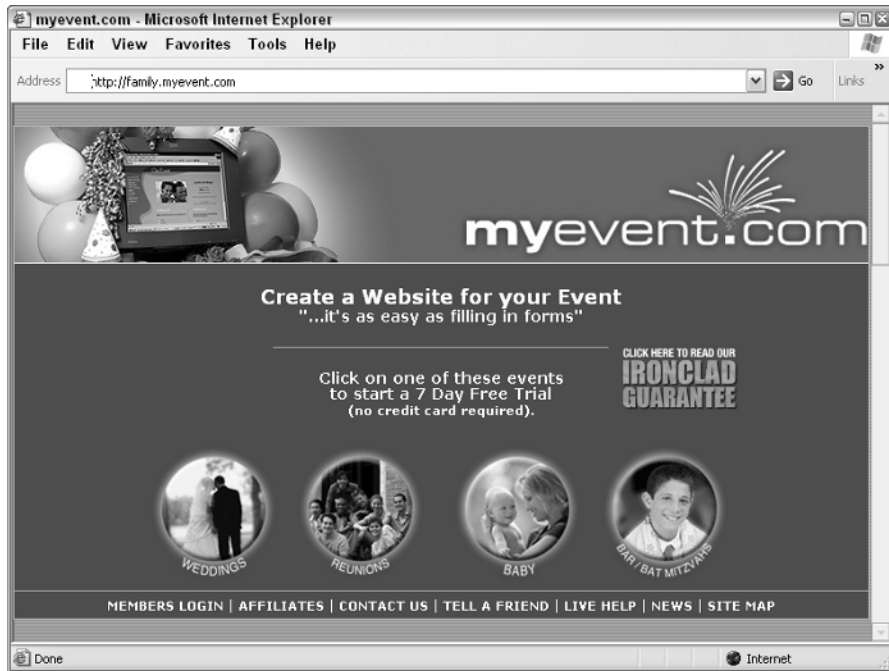 myevent.com - Microsoft Internet Explorer
File Edit View Favorites Tools Help
Address http://family.myevent.com Go Links »
myevent.com
Create a Website for your Event
"...it's as easy as filling in forms"
CLICK HERE TO READ OUR
IRONCLAD
GUARANTEE
Click on one of these events
to start a 7 Day Free Trial
(no credit card required).
WEDDINGS
REUNIONS
BABY
BAR / BAT MITZVAHS
MEMBERS LOGIN | AFFILIATES | CONTACT US | TELL A FRIEND | LIVE HELP | NEWS | SITE MAP
Done Internet